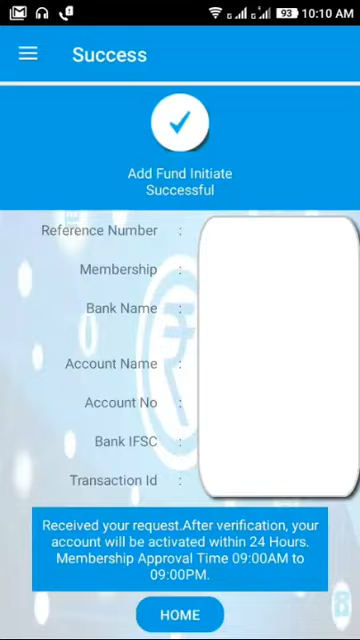 93 10:10 AM
Success
Add Fund Initiate
Successful
Reference Number :
Membership :
Bank Name :
Account Name :
Account No :
Bank IFSC :
Transaction Id :
Received your request.After verification, your
account will be activated within 24 Hours.
Membership Approval Time 09:00AM to
09:00PM.
HOME